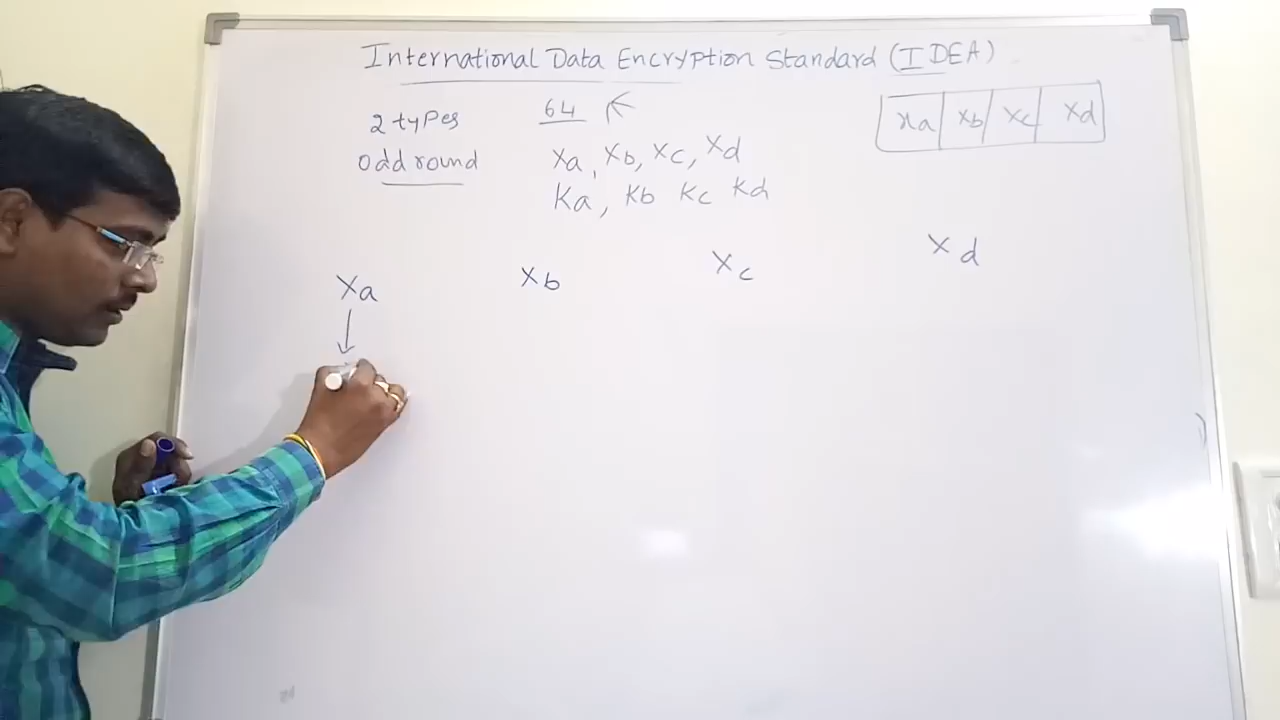 International Data Encryption Standard (IDEA)
2 types 64
xa xb xc xd
odd round Xa, Xb, Xc, Xd
Ka, Kb Kc Kd
Xa Xb Xc Xd